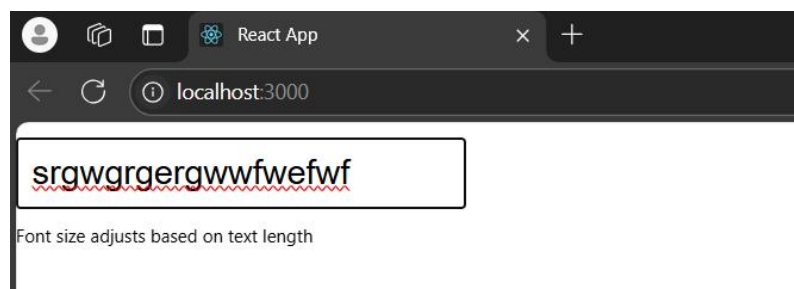 React App
localhost:3000
srgwgrgergwwfwefwf
Font size adjusts based on text length